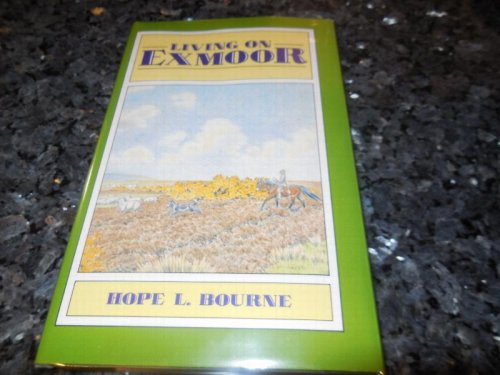 LIVING ON
EXMOOR
HOPE L. BOURNE